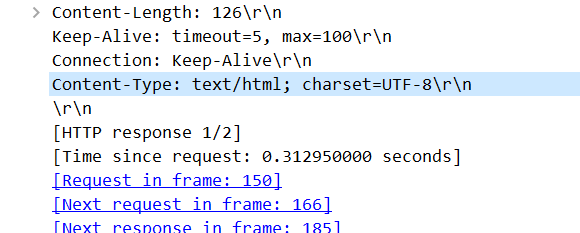 Content-Length: 126\r\n
Keep-Alive: timeout=5, max=100\r\n
Connection: Keep-Alive\r\n
Content-Type: text/html; charset=UTF-8\r\n
\r\n
[HTTP response 1/2]
[Time since request: 0.312950000 seconds]
[Request in frame: 150]
[Next request in frame: 166]
[Next response in frame: 185]